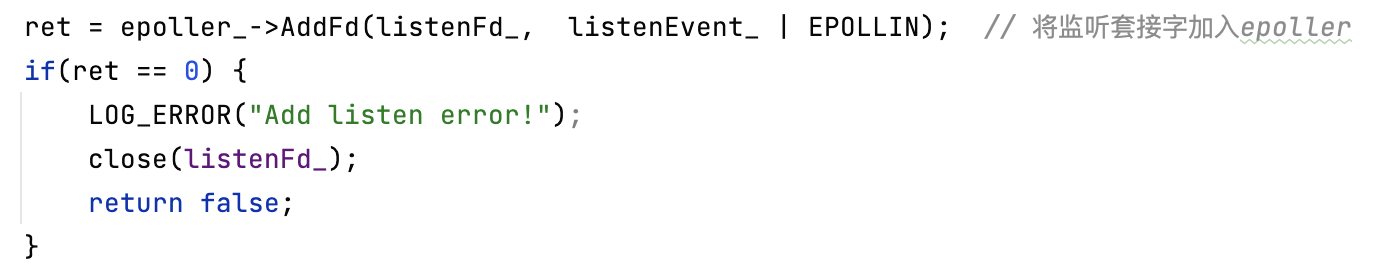 ret = epoller_->AddFd(listenFd_,  listenEvent_ | EPOLLIN);  // 将监听套接字加入epoller
if(ret == 0) {
    LOG_ERROR("Add listen error!");
    close(listenFd_);
    return false;
}